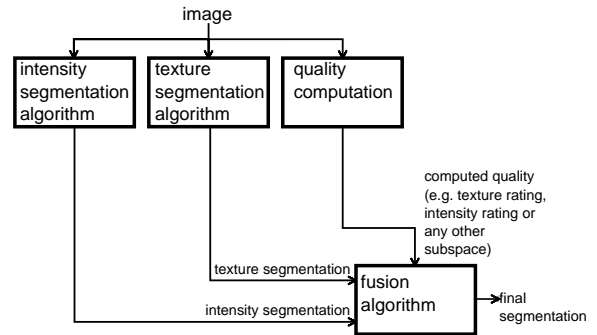 image
intensity
segmentation
algorithm
texture
segmentation
algorithm
quality
computation
computed quality
(e.g. texture rating,
intensity rating or
any other
subspace)
texture segmentation
intensity segmentation
fusion
algorithm
final
segmentation